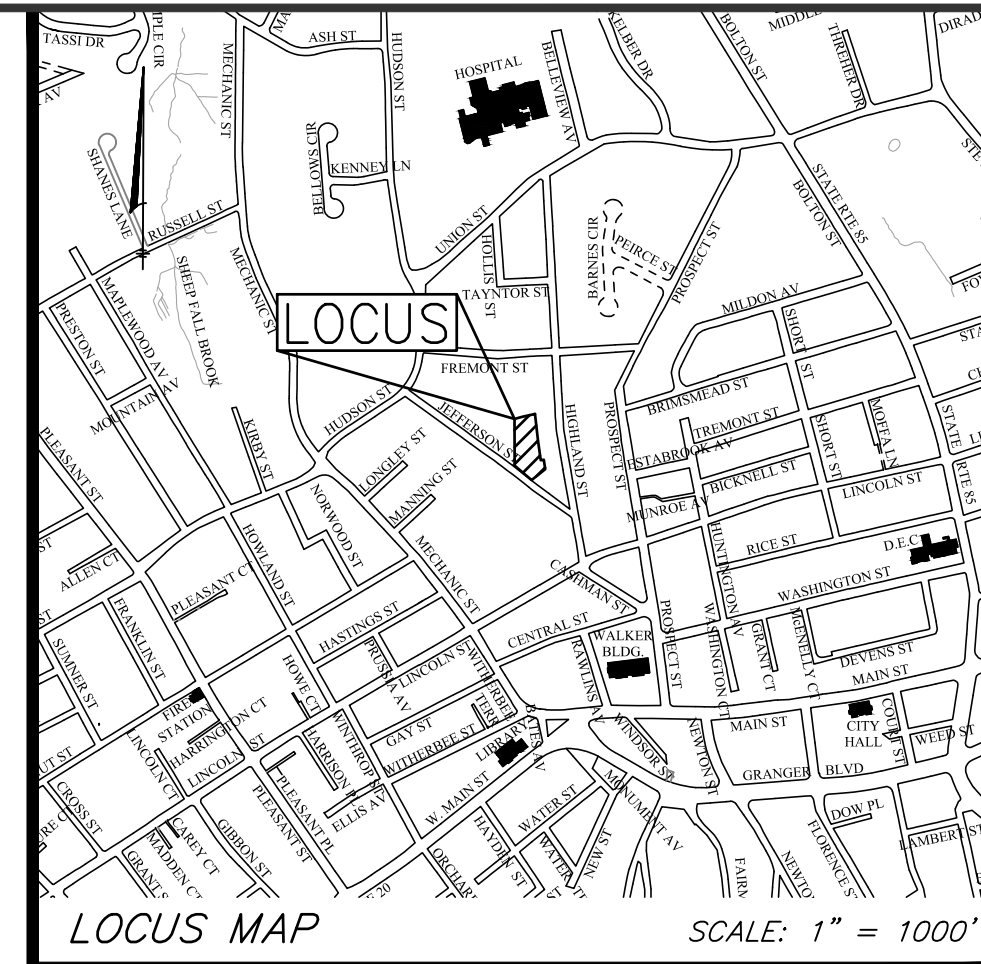 TASSI DR
MECHANIC ST
ASH ST
HUDSON ST
HOSPITAL
BELLEVIEW AV
KELBER DR
BOLTON ST
THREHER DR
AV
SHANES LANE
BELLOWS CIR
KENNEY LN
RUSSELL ST
UNION ST
HOLLIS ST
TAYNTOR ST
BARNES CIR
PEIRCE ST
PROSPECT ST
STATE RTE 85
BOLTON ST
SHEEP FALL BROOK
MECHANIC ST
MILDON AV
SHORT ST
PRESTON ST
MAPLEWOOD AV
MOUNTAIN AV
LOCUS
FREMONT ST
HUDSON ST
JEFFERSON S
HIGHLAND ST
PROSPECT ST
BRIMSMEAD ST
TREMONT ST
ESTABROOK AV
BICKNELL ST
MUNROE AV
SHORT ST
MOFFA LN
STATE RTE 85
LINCOLN ST
PLEASANT ST
KIRBY ST
LONGLEY ST
MANNING ST
NORWOOD ST
HOWLAND ST
MECHANIC ST
CASHMAN ST
HUNTINGTON AV
RICE ST
D.E.C
WASHINGTON ST
ST
ALLEN CT
PLEASANT CT
ST
FRANKLIN ST
SUMNER ST
HASTINGS ST
PRUSSIA AV
LINCOLN ST
CENTRAL ST
WALKER
BLDG.
RAWLINS AV
PROSPECT ST
WASHINGTON CT
GRANT CT
McENELLY CT
DEVENS ST
MAIN ST
FIRE
STATION
HOWE CT
HARRINGTON CT
LINCOLN CT
LINCOLN ST
HARRISON P
WINTHROP S
GAY ST
WITHERBEE ST
WITHERBEE
TERR
LIBRARY
BATES AV
WINDSOR S
NEWTON ST
MAIN ST
CITY
HALL
COURT ST
WEED ST
GRANGER BLVD
UT ST
CROSS ST
PLEASANT ST
PLEASANT PL
ELLIS AV
W. MAIN ST
HAYDEN ST
WATER ST
WATER
NEW ST
MONUMENT AV
DOW PL
FLORENCE S
LAMBERT ST
CAREY CT
MADDEN CT
GIBBON ST
GRANT
E 20
ORCHAR
ST
FAIRM
NEWTO
LOCUS MAP
SCALE: 1" = 1000'